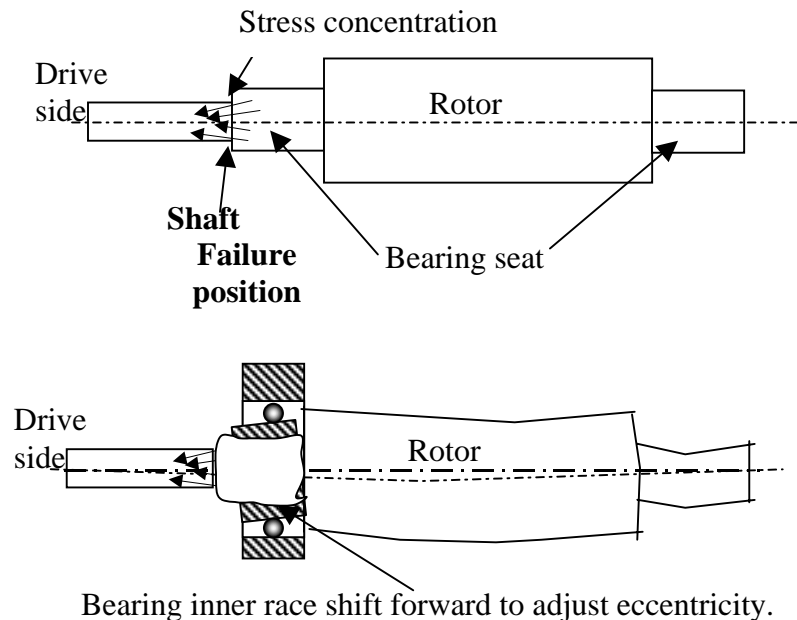 Stress concentration
Drive
side
Rotor
Shaft
Failure
position
Bearing seat
Drive
side
Rotor
Bearing inner race shift forward to adjust eccentricity.